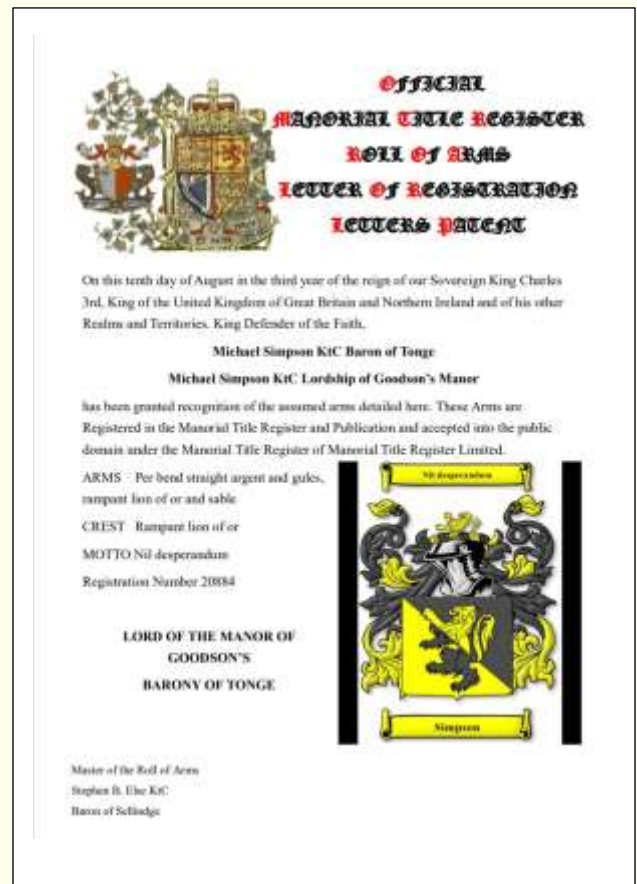 OFFICIAL
MANORIAL TITLE REGISTER
ROLL OF ARMS
LETTER OF REGISTRATION
LETTERS PATENT
On this tenth day of August in the third year of the reign of our Sovereign King Charles
3rd, King of the United Kingdom of Great Britain and Northern Ireland and of his other
Realms and Territories, King Defender of the Faith,
Michael Simpson KtC Baron of Tonge
Michael Simpson KtC Lordship of Goodson's Manor
has been granted recognition of the assumed arms detailed here. These Arms are
Registered in the Manorial Title Register and Publication and accepted into the public
domain under the Manorial Title Register of Manorial Title Register Limited.
ARMS Per bend straight argent and gules,
rampant lion of or and sable
CREST Rampant lion of or
MOTTO Nil desperandum
Registration Number 20884
Nil desperandum
LORD OF THE MANOR OF
GOODSON'S
BARONY OF TONGE
Simpson
Master of the Roll of Arms
Stephen B. Else KtC
Baron of Sellindge